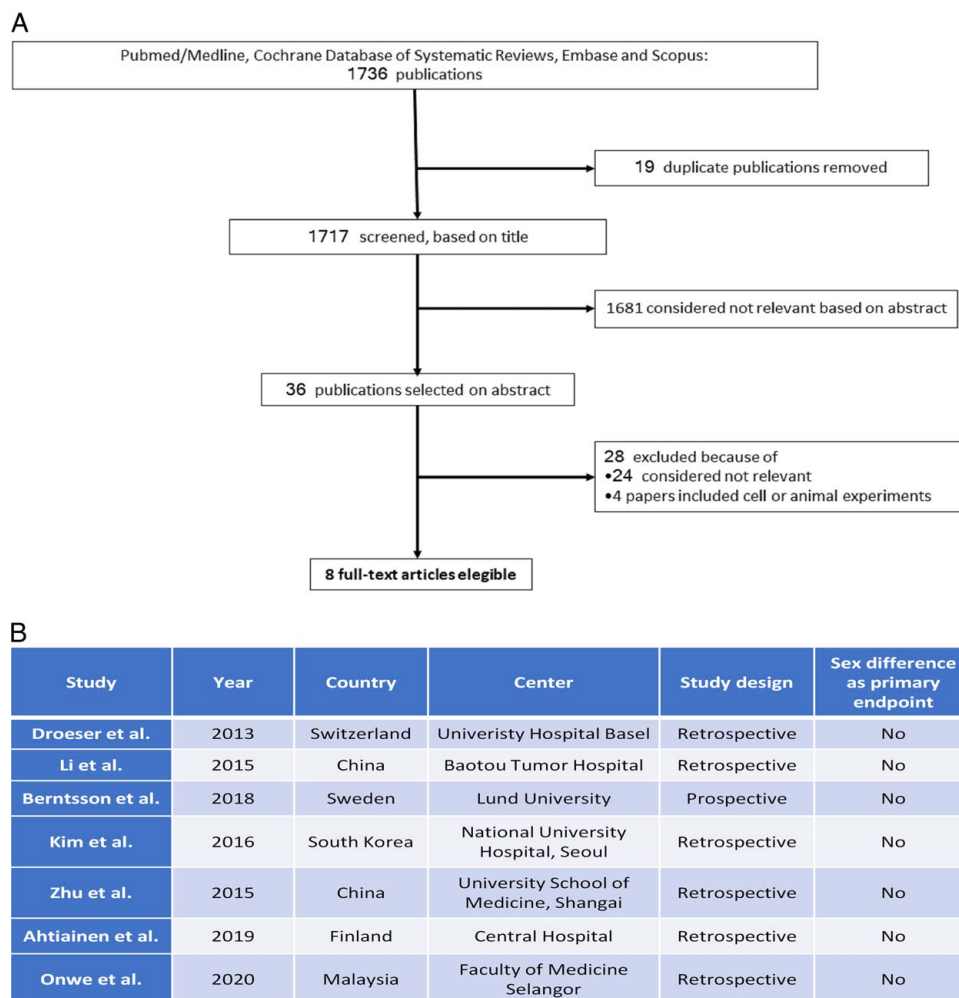 A
Pubmed/Medline, Cochrane Database of Systematic Reviews, Embase and Scopus:
1736 publications
19 duplicate publications removed
1717 screened, based on title
1681 considered not relevant based on abstract
36 publications selected on abstract
28 excluded because of
•24 considered not relevant
•4 papers included cell or animal experiments
8 full-text articles elegible
B
Study Year Country Center Study design Sex difference
as primary
endpoint
Droeser et al. 2013 Switzerland Univeristy Hospital Basel Retrospective No
Li et al. 2015 China Baotou Tumor Hospital Retrospective No
Berntsson et al. 2018 Sweden Lund University Prospective No
Kim et al. 2016 South Korea National University
Hospital, Seoul Retrospective No
Zhu et al. 2015 China University School of
Medicine, Shangai Retrospective No
Ahtiainen et al. 2019 Finland Central Hospital Retrospective No
Onwe et al. 2020 Malaysia Faculty of Medicine
Selangor Retrospective No